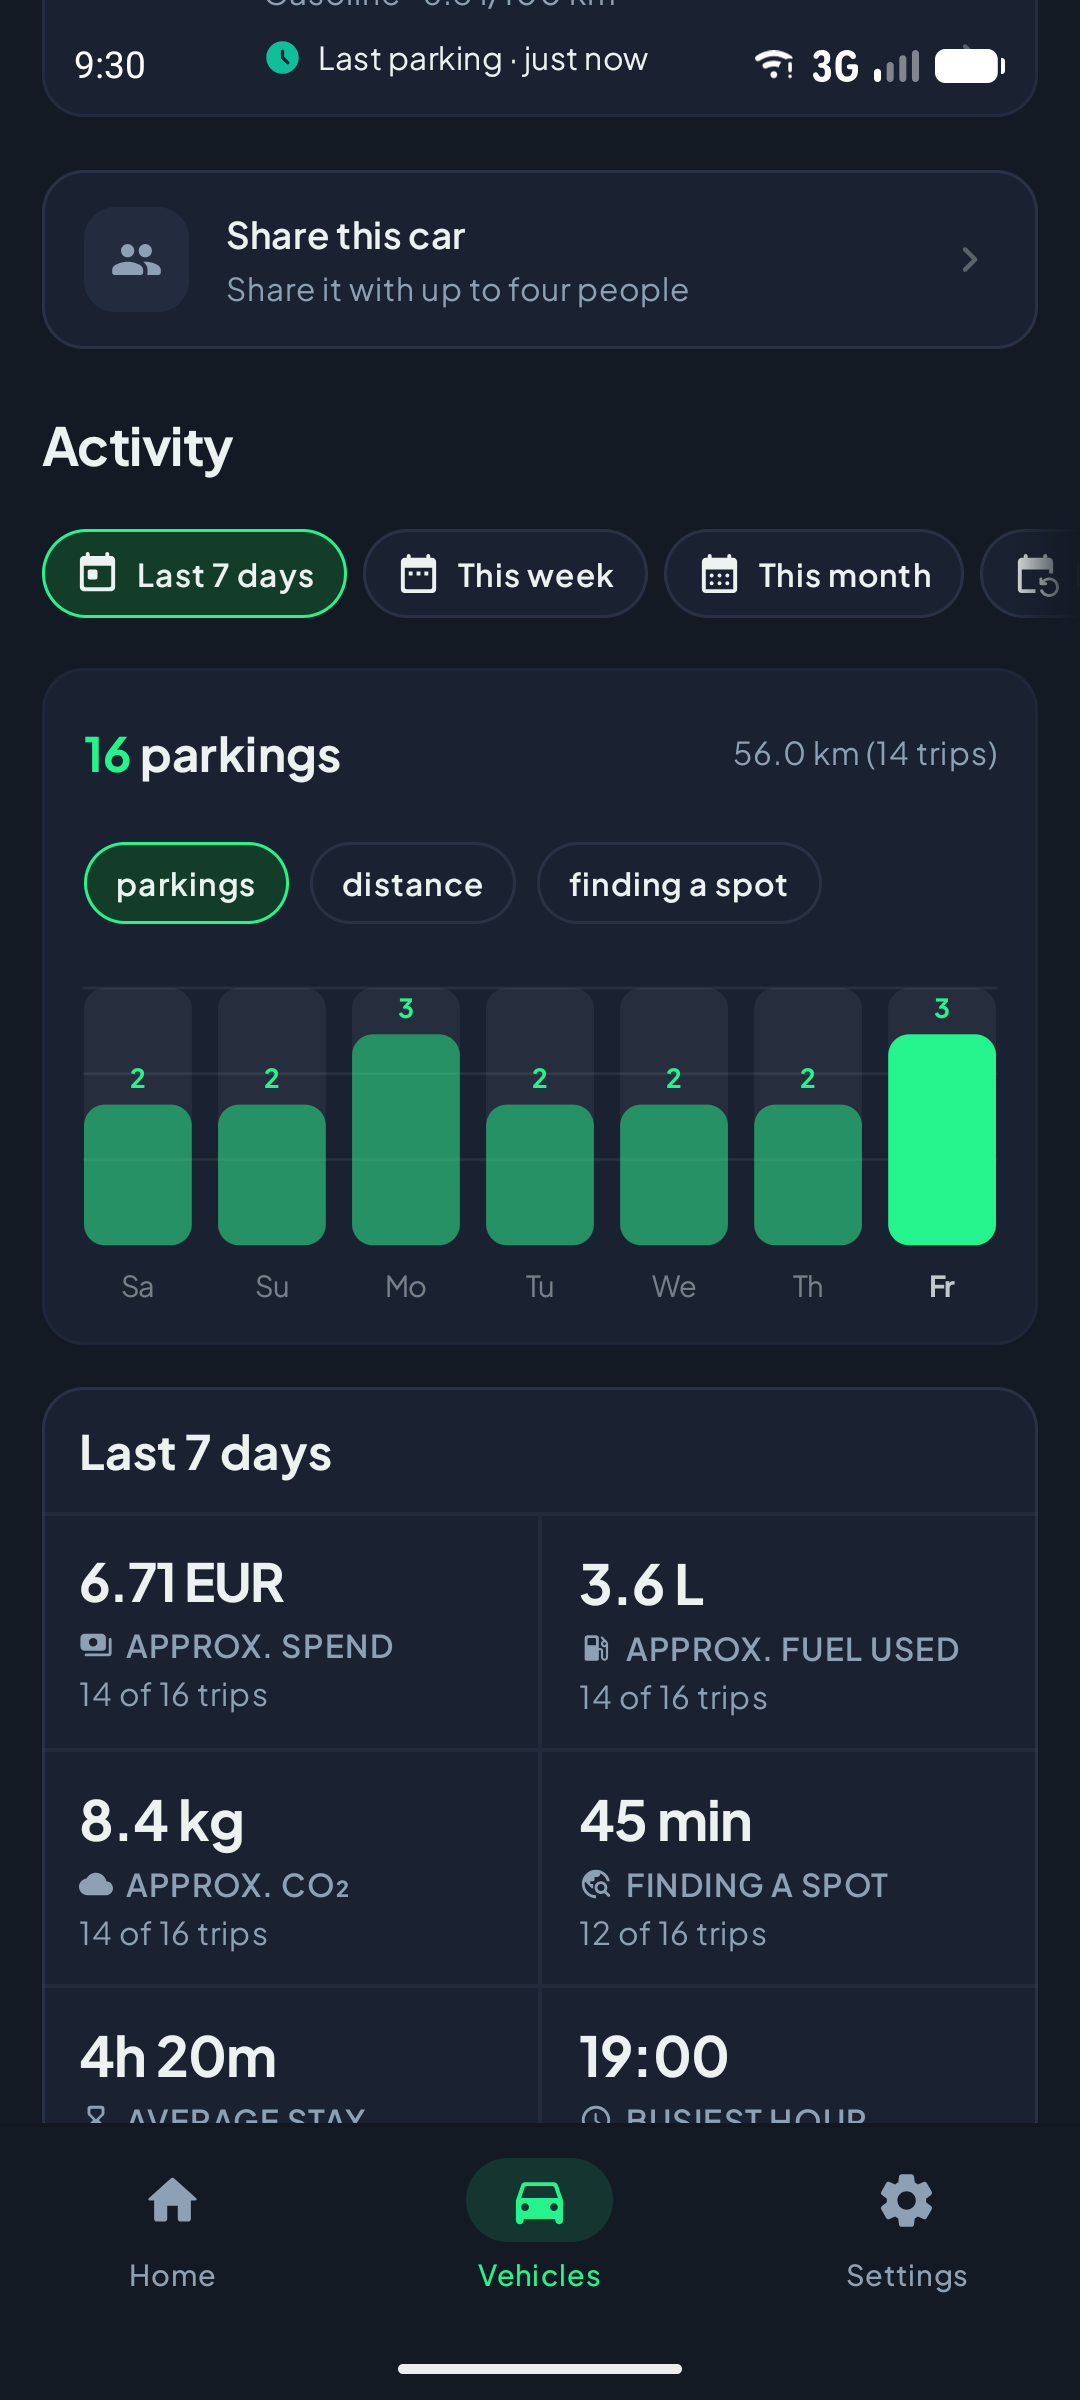 9:30
Last parking · just now
3G
Share this car
Share it with up to four people
Activity
Last 7 days
This week
This month
16 parkings
56.0 km (14 trips)
parkings
distance
finding a spot
2 2 3 2 2 2 3
Sa Su Mo Tu We Th Fr
Last 7 days
6.71 EUR
APPROX. SPEND
14 of 16 trips
3.6 L
APPROX. FUEL USED
14 of 16 trips
8.4 kg
APPROX. CO₂
14 of 16 trips
45 min
FINDING A SPOT
12 of 16 trips
4h 20m
AVERAGE STAY
19:00
BUSIEST HOUR
Home
Vehicles
Settings